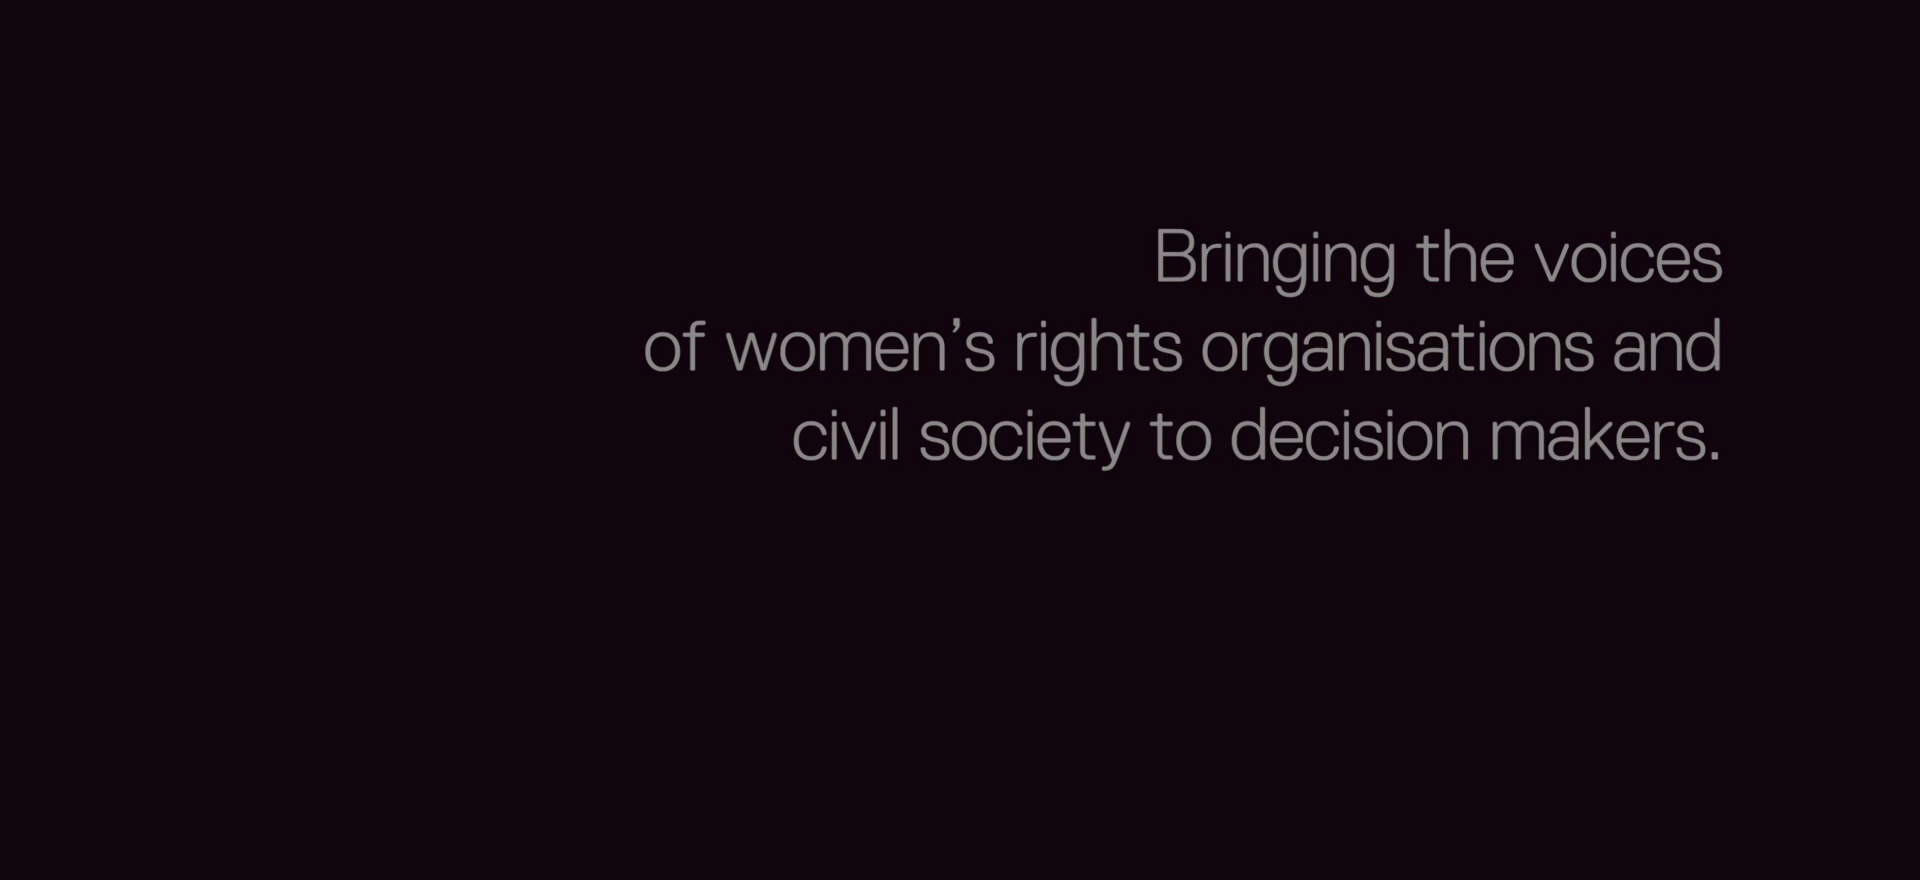 Bringing the voices
of women’s rights organisations and
civil society to decision makers.